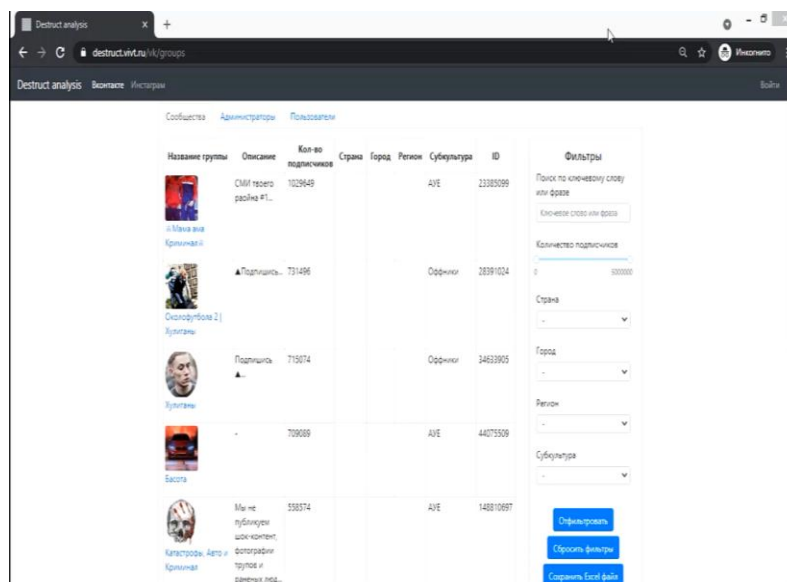 Destruct analysis
destruct.vivt.ru/vk/groups
Инкогнито
Destruct analysis Вконтакте Инстаграм
Войти
Сообщества Администраторы Пользователи
Название группы
Описание
Кол-во подписчиков
Страна
Город
Регион
Субкультура
ID
СМИ твоего
района #1...
1029649
АУЕ
23385099
Мама ама
Криминал
▲Подпишись...
731496
Оффники
28391024
Околофутбола 2 |
Хулиганы
Подпишись
▲...
715074
Оффники
34633905
Хулиганы
-
709089
АУЕ
44075509
Басота
Мы не
публикуем
шок-контент,
фотографии
трупов и
раненых люд...
558574
АУЕ
148810697
Катастрофы, Авто и
Криминал
Фильтры
Поиск по ключевому слову
или фразе
Ключевое слово или фраза
Количество подписчиков
0
5000000
Страна
-
Город
-
Регион
-
Субкультура
-
Отфильтровать
Сбросить фильтры
Сохранить Excel файл